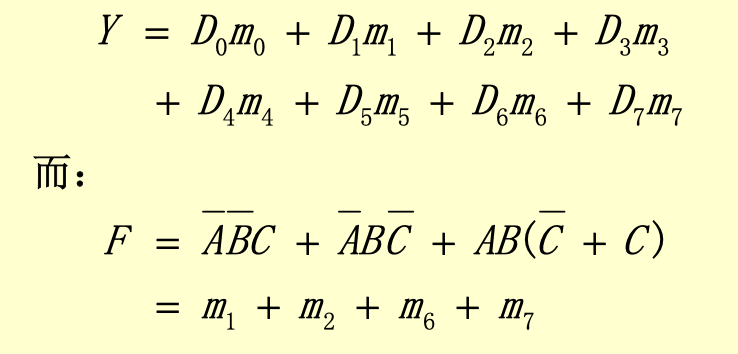 Y = D₀m₀ + D₁m₁ + D₂m₂ + D₃m₃
+ D₄m₄ + D₅m₅ + D₆m₆ + D₇m₇
而：
F = A̅B̅C + A̅BC̅ + AB(C̅ + C)
= m₁ + m₂ + m₆ + m₇